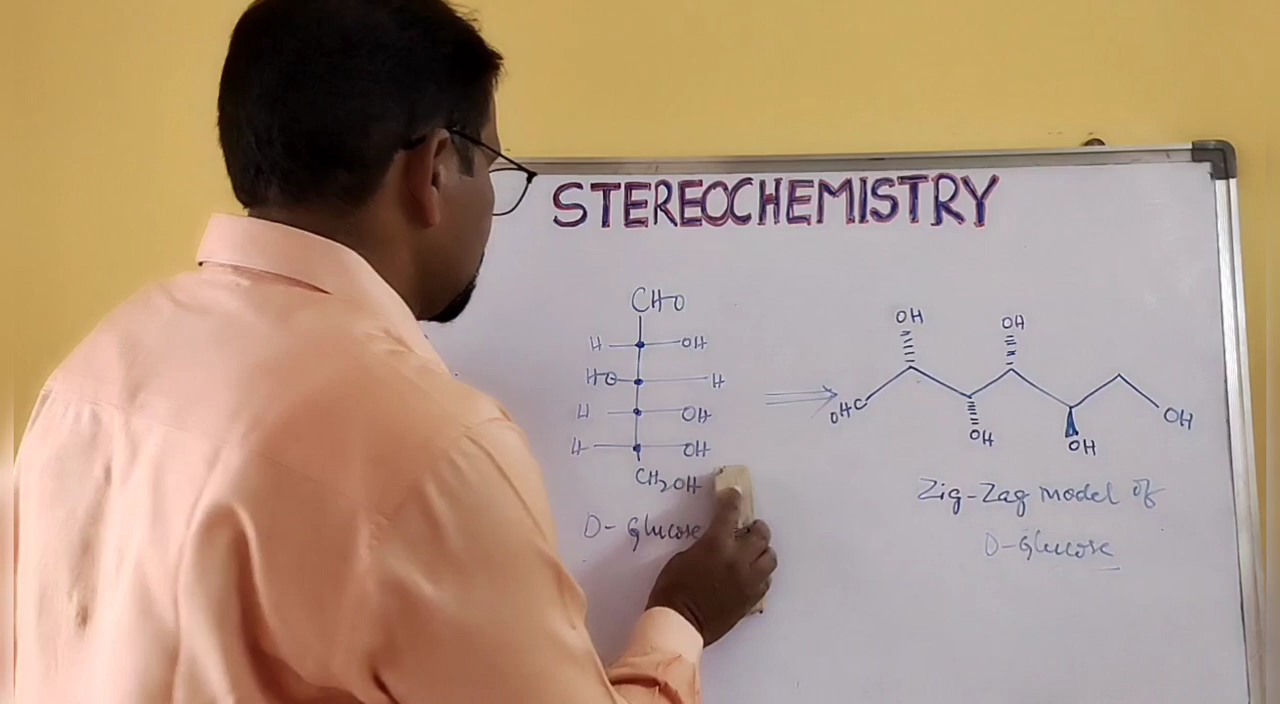 STEREOCHEMISTRY
CHO
H OH
HO H
H OH
H OH
CH2OH
D-Glucose
OH OH
OHC OH OH OH
Zig-Zag model of
D-Glucose